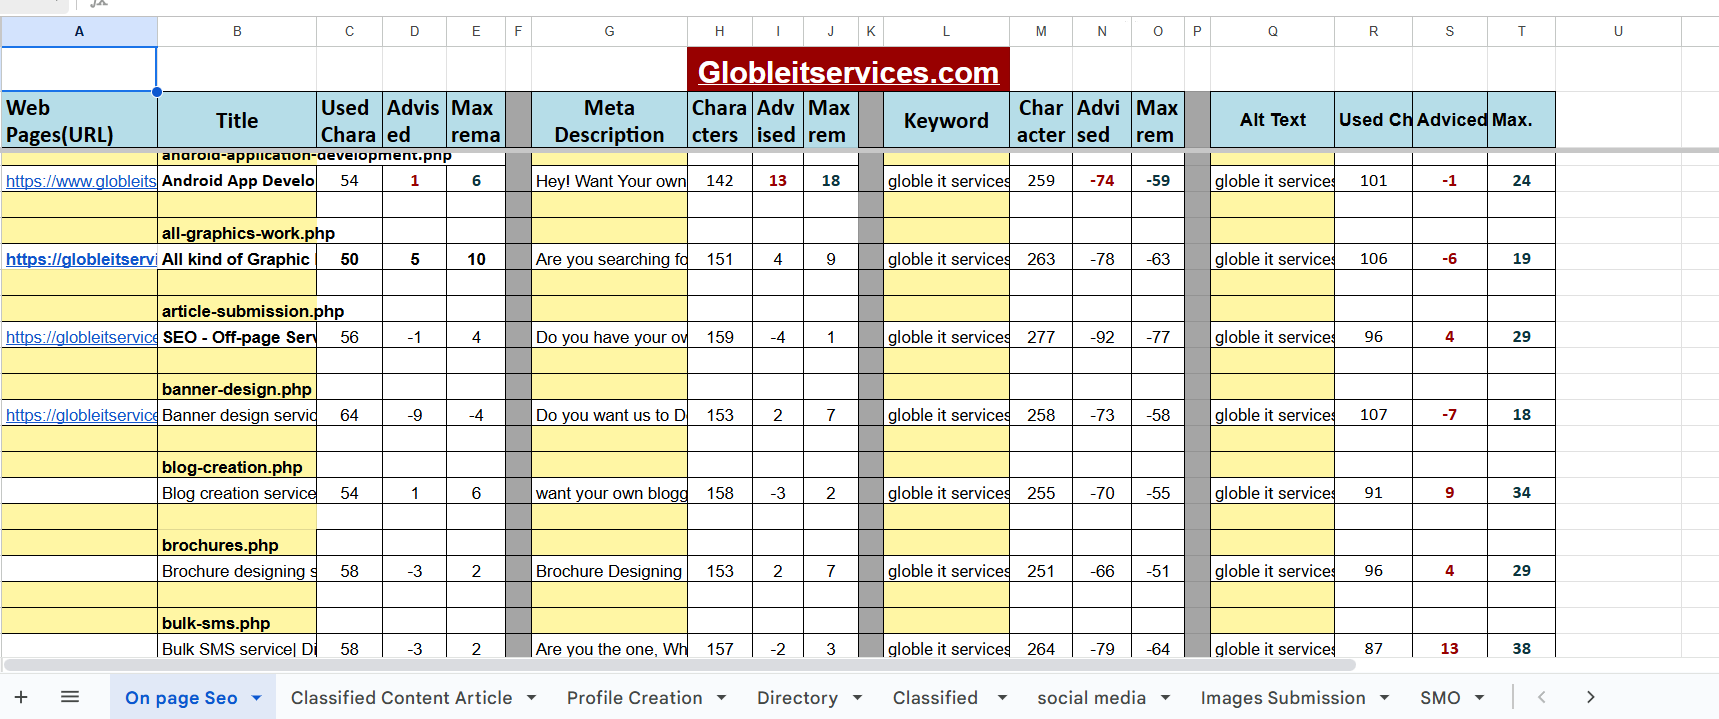 A B C D E F G H I J K L M N O P Q R S T U
Globleitservices.com
Web Pages(URL) Title Used Chara Advised Max rema Meta Description Characters Advised Max rem Keyword Character Advised Max rem Alt Text Used Ch Adviced Max.
android-application-development.php
https://www.globleits Android App Develo 54 1 6 Hey! Want Your own 142 13 18 globle it services 259 -74 -59 globle it services 101 -1 24
all-graphics-work.php
https://globleitservi All kind of Graphic 50 5 10 Are you searching fo 151 4 9 globle it services 263 -78 -63 globle it services 106 -6 19
article-submission.php
https://globleitservice SEO - Off-page Serv 56 -1 4 Do you have your ow 159 -4 1 globle it services 277 -92 -77 globle it services 96 4 29
banner-design.php
https://globleitservice Banner design servic 64 -9 -4 Do you want us to D 153 2 7 globle it services 258 -73 -58 globle it services 107 -7 18
blog-creation.php
Blog creation service 54 1 6 want your own blogg 158 -3 2 globle it services 255 -70 -55 globle it services 91 9 34
brochures.php
Brochure designing s 58 -3 2 Brochure Designing 153 2 7 globle it services 251 -66 -51 globle it services 96 4 29
bulk-sms.php
Bulk SMS service| Di 58 -3 2 Are you the one, Wh 157 -2 3 globle it services 264 -79 -64 globle it services 87 13 38
On page Seo Classified Content Article Profile Creation Directory Classified social media Images Submission SMO